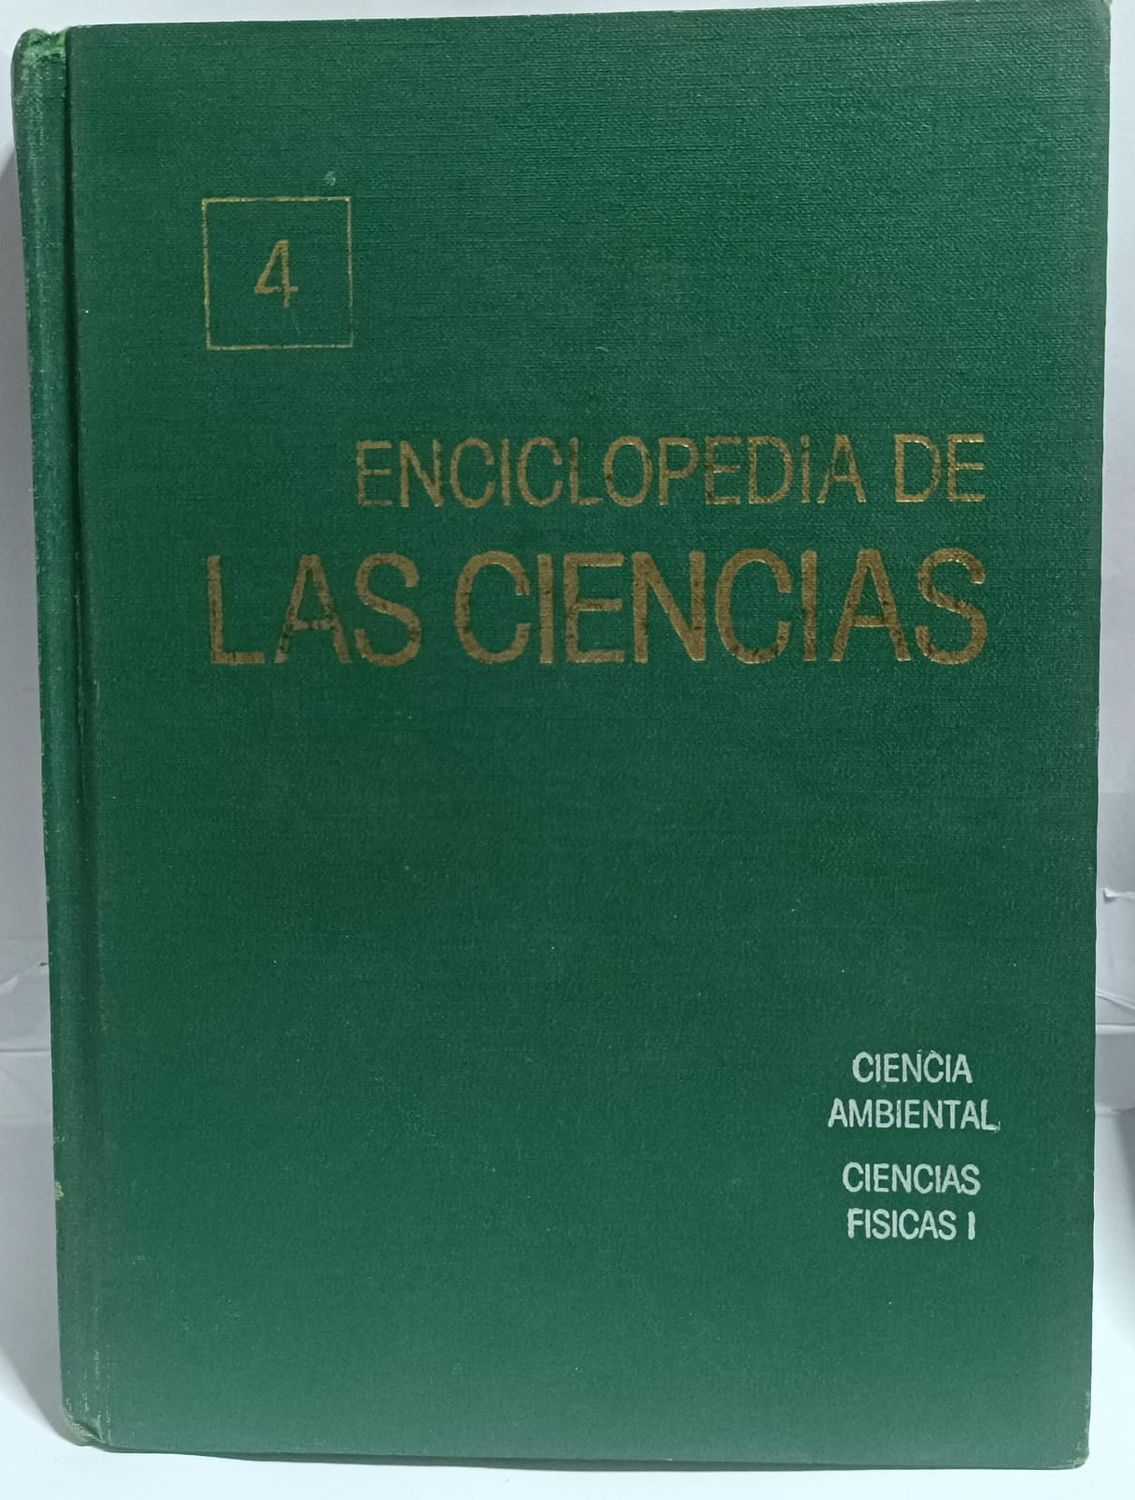 4
ENCICLOPEDIA DE
LAS CIENCIAS
CIENCIA
AMBIENTAL
CIENCIAS
FISICAS I